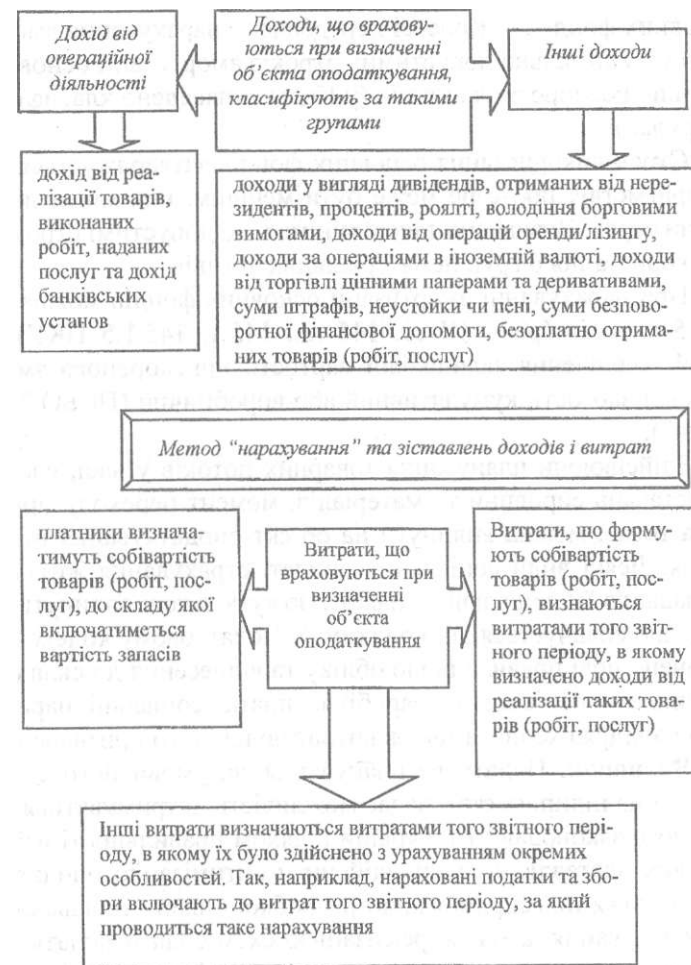 Дохід від
операційної
діяльності
Доходи, що врахову-
ються при визначенні
об’єкта оподаткування,
класифікують за такими
групами
Інші доходи
дохід від реа-
лізації товарів,
виконаних
робіт, наданих
послуг та дохід
банківських
установ
доходи у вигляді дивідендів, отриманих від нере-
зидентів, процентів, роялті, володіння борговими
вимогами, доходи від операцій оренди/лізингу,
доходи за операціями в іноземній валюті, доходи
від торгівлі цінними паперами та деривативами,
суми штрафів, неустойки чи пені, суми безпово-
ротної фінансової допомоги, безоплатно отрима-
них товарів (робіт, послуг)
Метод “нарахування” та зіставлень доходів і витрат
платники визнача-
тимуть собівартість
товарів (робіт, пос-
луг), до складу якої
включатиметься
вартість запасів
Витрати, що
враховуються при
визначенні
об’єкта
оподаткування
Витрати, що форму-
ють собівартість
товарів (робіт, пос-
луг), визнаються
витратами того звіт-
ного періоду, в якому
визначено доходи від
реалізації таких това-
рів (робіт, послуг)
Інші витрати визначаються витратами того звітного пері-
оду, в якому їх було здійснено з урахуванням окремих
особливостей. Так, наприклад, нараховані податки та збо-
ри включають до витрат того звітного періоду, за який
проводиться таке нарахування